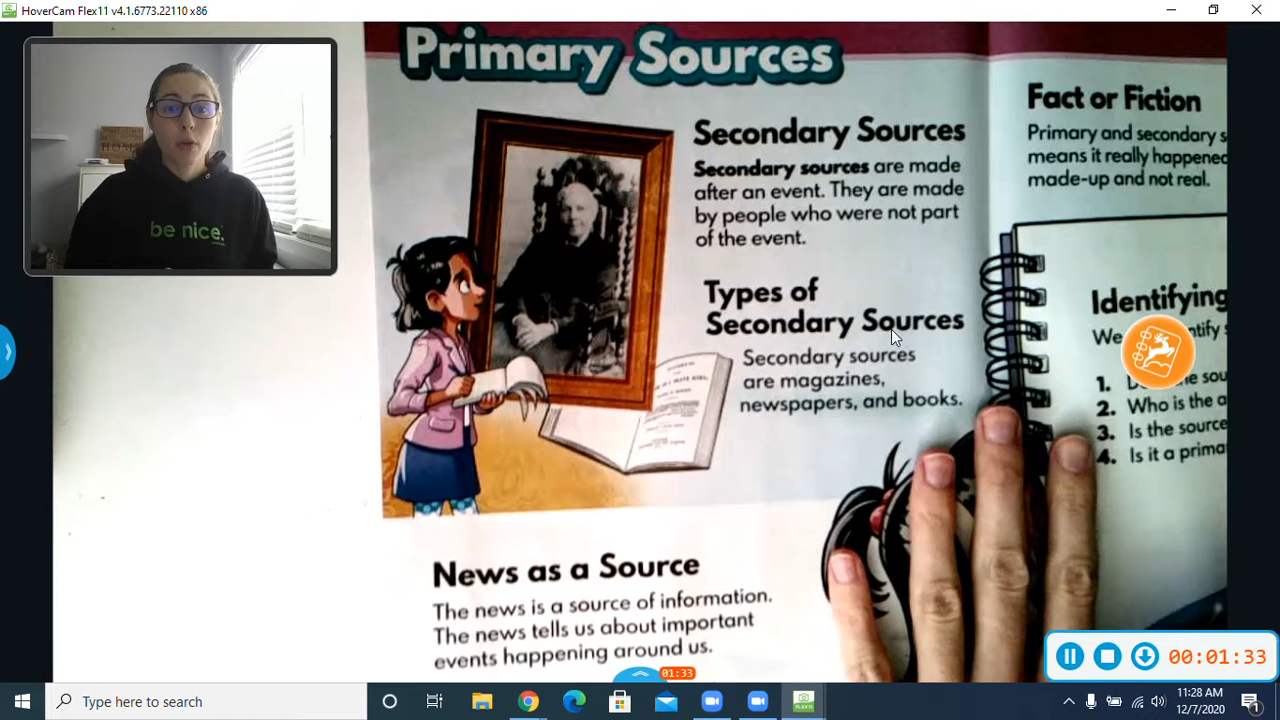 HoverCam Flex11 v4.1.6773.22110 x86
be nice.
Primary Sources
Secondary Sources
Secondary sources are made
after an event. They are made
by people who were not part
of the event.
Types of
Secondary Sources
Secondary sources
are magazines,
newspapers, and books.
News as a Source
The news is a source of information.
The news tells us about important
events happening around us.
Fact or Fiction
Primary and secondary s
means it really happened
made-up and not real.
Identifying
We
1.
2. Who is the a
3. Is the source
4. Is it a prima
00:01:33
01:33
Type here to search
11:28 AM
12/7/2020